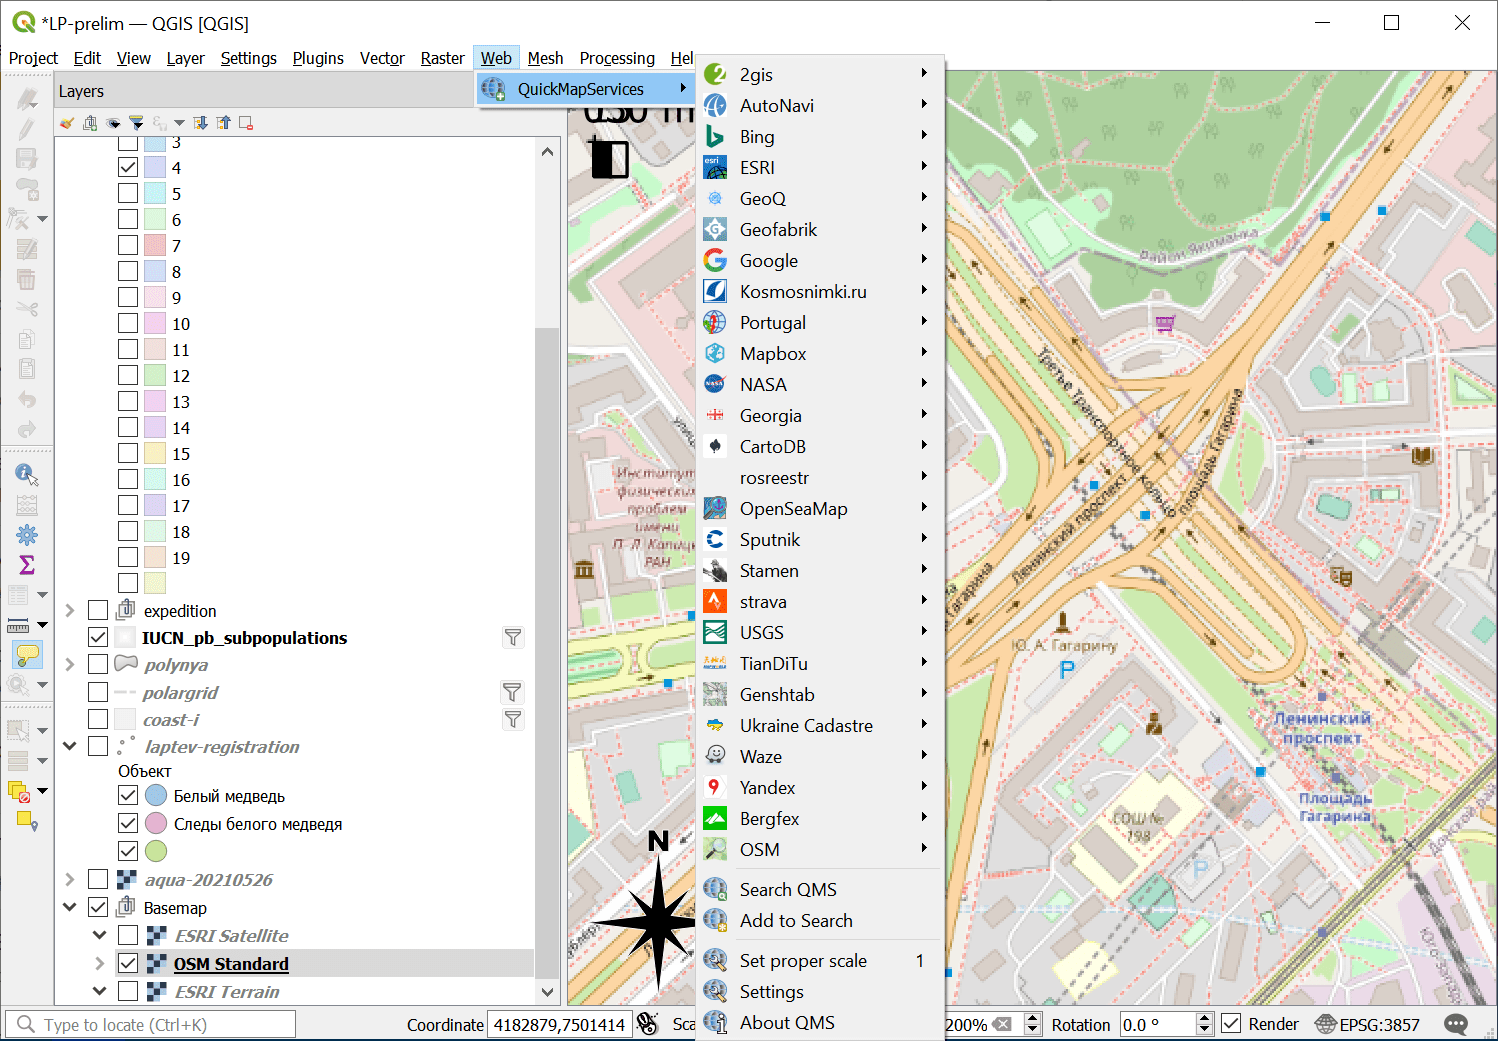 *LP-prelim — QGIS [QGIS]
Project Edit View Layer Settings Plugins Vector Raster Web Mesh Processing Hel
Layers
QuickMapServices
3
4
5
6
7
8
9
10
11
12
13
14
15
16
17
18
19
expedition
IUCN_pb_subpopulations
polynya
polargrid
coast-i
laptev-registration
Объект
Белый медведь
Следы белого медведя
aqua-20210526
Basemap
ESRI Satellite
OSM Standard
ESRI Terrain
2gis
AutoNavi
Bing
ESRI
GeoQ
Geofabrik
Google
Kosmosnimki.ru
Portugal
Mapbox
NASA
Georgia
CartoDB
rosreestr
OpenSeaMap
Sputnik
Stamen
strava
USGS
TianDiTu
Genshtab
Ukraine Cadastre
Waze
Yandex
Bergfex
OSM
Search QMS
Add to Search
Set proper scale 1
Settings
About QMS
Институт
физических
проблем
имени
П. Л. Капицы
РАН
N
Район Якиманка
Третье Транспортное кольцо
Ленинский проспект
площадь Гагарина
Гагарина
Ю. А. Гагарину
P
Ленинский
проспект
Площадь
Гагарина
СОШ №
198
P
Type to locate (Ctrl+K)
Coordinate 4182879,7501414 Sca 200% Rotation 0.0 ° Render EPSG:3857